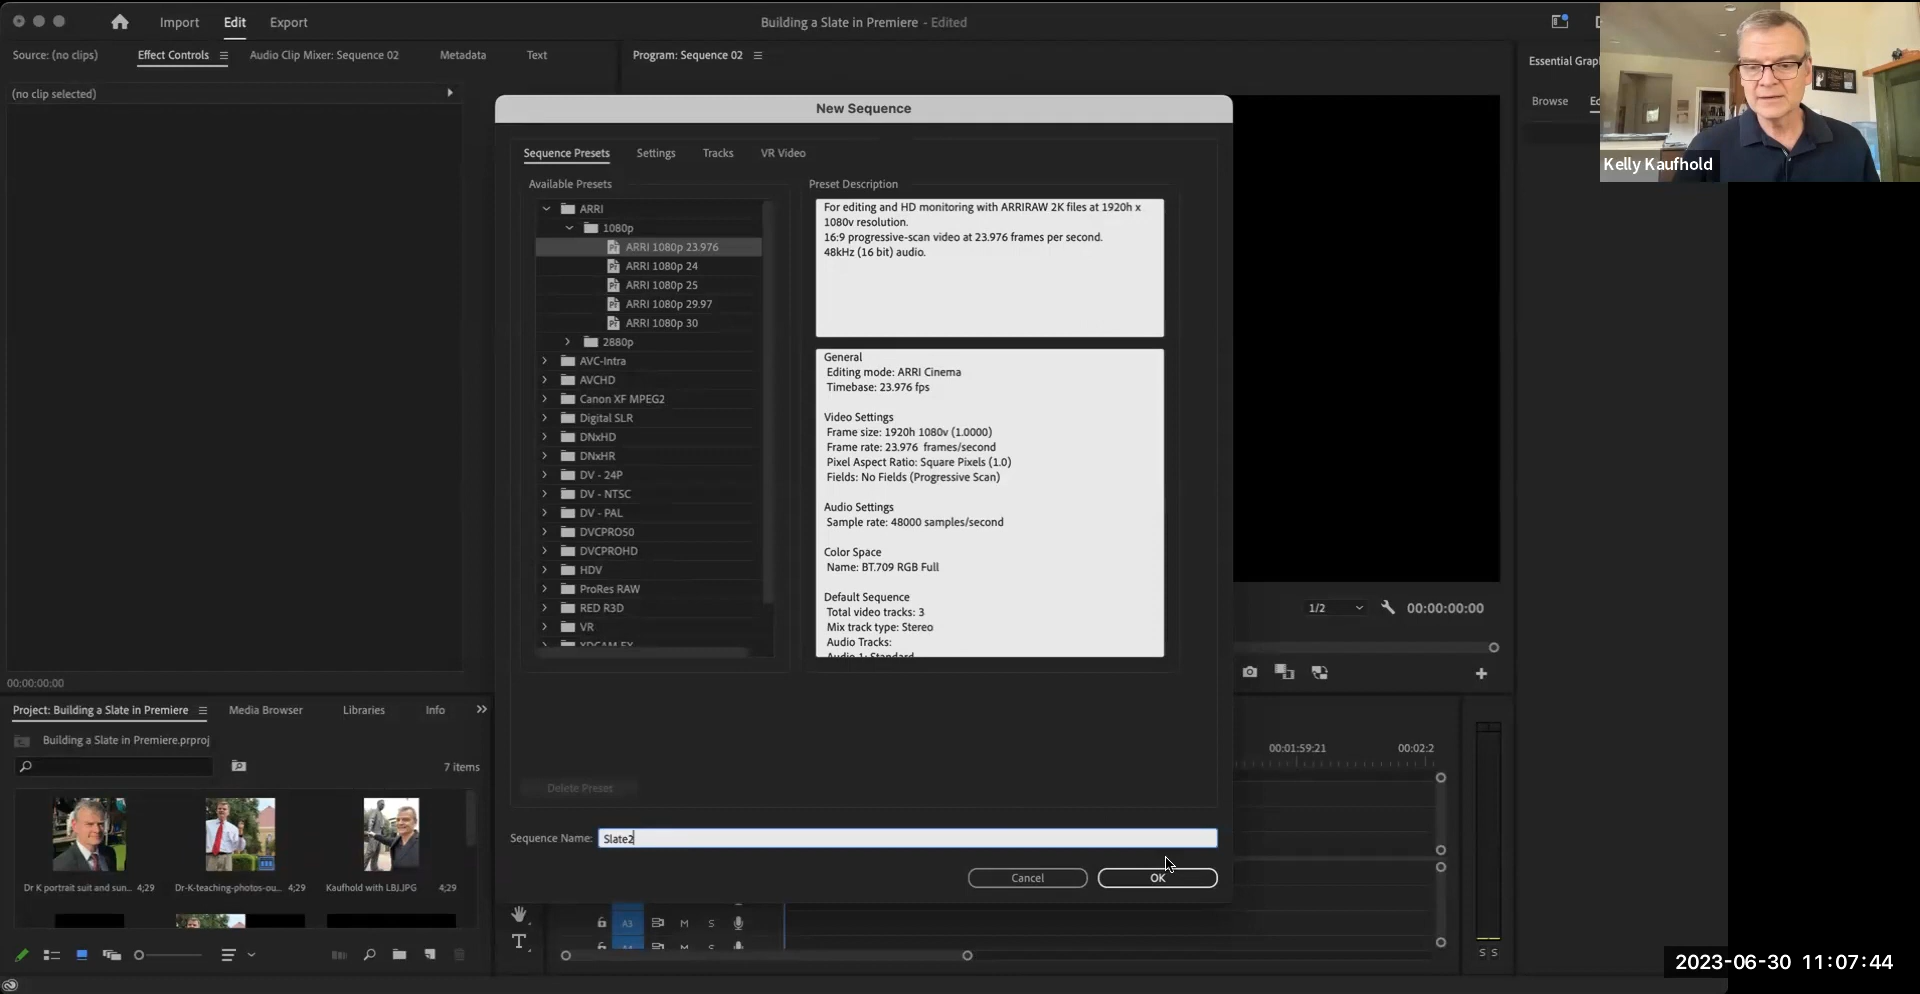 Import
Edit
Export
Building a Slate in Premiere - Edited
Source: (no clips)
Effect Controls
Audio Clip Mixer: Sequence 02
Metadata
Text
Program: Sequence 02
Essential
Browse
(no clip selected)
Kelly Kaufhold
New Sequence
Sequence Presets
Settings
Tracks
VR Video
Available Presets
ARRI
1080p
ARRI 1080p 23.976
ARRI 1080p 24
ARRI 1080p 25
ARRI 1080p 29.97
ARRI 1080p 30
2880p
AVC-Intra
AVCHD
Canon XF MPEG2
Digital SLR
DNxHD
DNxHR
DV - 24P
DV - NTSC
DV - PAL
DVCPRO50
DVCPROHD
HDV
ProRes RAW
RED R3D
VR
XDCAM EX
Preset Description
For editing and HD monitoring with ARRIRAW 2K files at 1920h x
1080v resolution.
16:9 progressive-scan video at 23.976 frames per second.
48kHz (16 bit) audio.
General
Editing mode: ARRI Cinema
Timebase: 23.976 fps
Video Settings
Frame size: 1920h 1080v (1.0000)
Frame rate: 23.976 frames/second
Pixel Aspect Ratio: Square Pixels (1.0)
Fields: No Fields (Progressive Scan)
Audio Settings
Sample rate: 48000 samples/second
Color Space
Name: BT.709 RGB Full
Default Sequence
Total video tracks: 3
Mix track type: Stereo
Audio Tracks:
Audio 1: Standard
Delete Preset
Sequence Name: Slate2
Cancel
OK
1/2
00:00:00:00
00:00:00:00
Project: Building a Slate in Premiere
Media Browser
Libraries
Info
Building a Slate in Premiere.prproj
7 items
Dr K portrait suit and sun... 4;29
Dr-K-teaching-photos-ou... 4;29
Kaufhold with LBJ.JPG 4;29
00:01:59:21
00:02:2
A3 M S
S S
2023-06-30 11:07:44